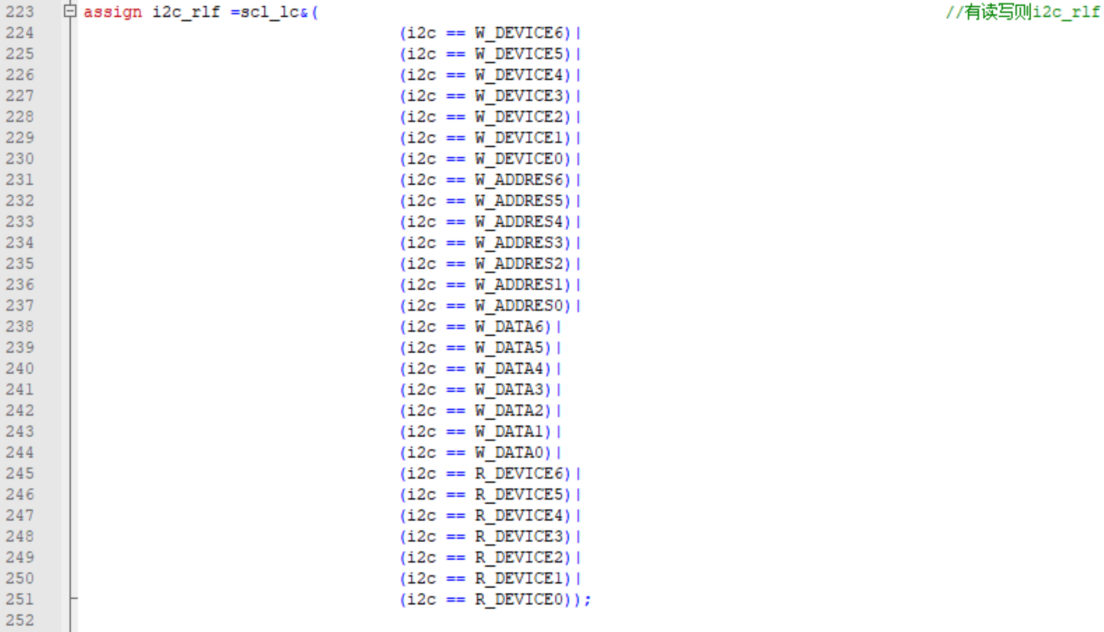 223 assign i2c_rlf =scl_lc&( //有读写则i2c_rlf
224 (i2c == W_DEVICE6)|
225 (i2c == W_DEVICE5)|
226 (i2c == W_DEVICE4)|
227 (i2c == W_DEVICE3)|
228 (i2c == W_DEVICE2)|
229 (i2c == W_DEVICE1)|
230 (i2c == W_DEVICE0)|
231 (i2c == W_ADDRES6)|
232 (i2c == W_ADDRES5)|
233 (i2c == W_ADDRES4)|
234 (i2c == W_ADDRES3)|
235 (i2c == W_ADDRES2)|
236 (i2c == W_ADDRES1)|
237 (i2c == W_ADDRES0)|
238 (i2c == W_DATA6)|
239 (i2c == W_DATA5)|
240 (i2c == W_DATA4)|
241 (i2c == W_DATA3)|
242 (i2c == W_DATA2)|
243 (i2c == W_DATA1)|
244 (i2c == W_DATA0)|
245 (i2c == R_DEVICE6)|
246 (i2c == R_DEVICE5)|
247 (i2c == R_DEVICE4)|
248 (i2c == R_DEVICE3)|
249 (i2c == R_DEVICE2)|
250 (i2c == R_DEVICE1)|
251 (i2c == R_DEVICE0));
252